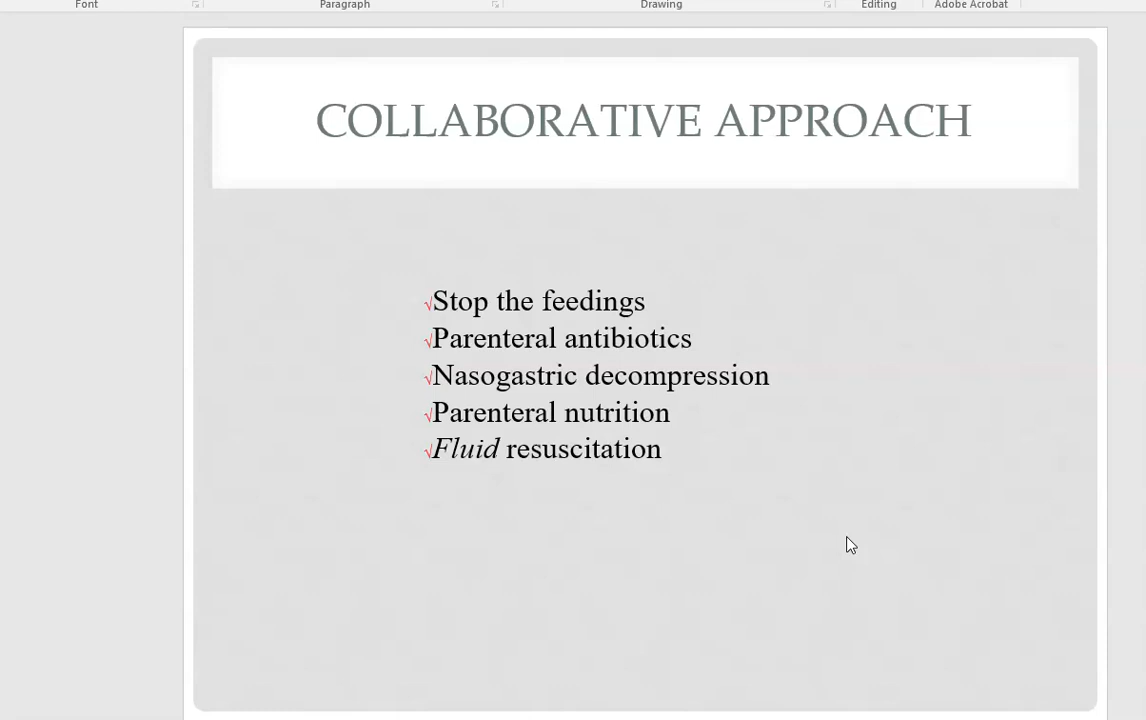 Font Paragraph Drawing Editing Adobe Acrobat
COLLABORATIVE APPROACH
√Stop the feedings
√Parenteral antibiotics
√Nasogastric decompression
√Parenteral nutrition
√Fluid resuscitation